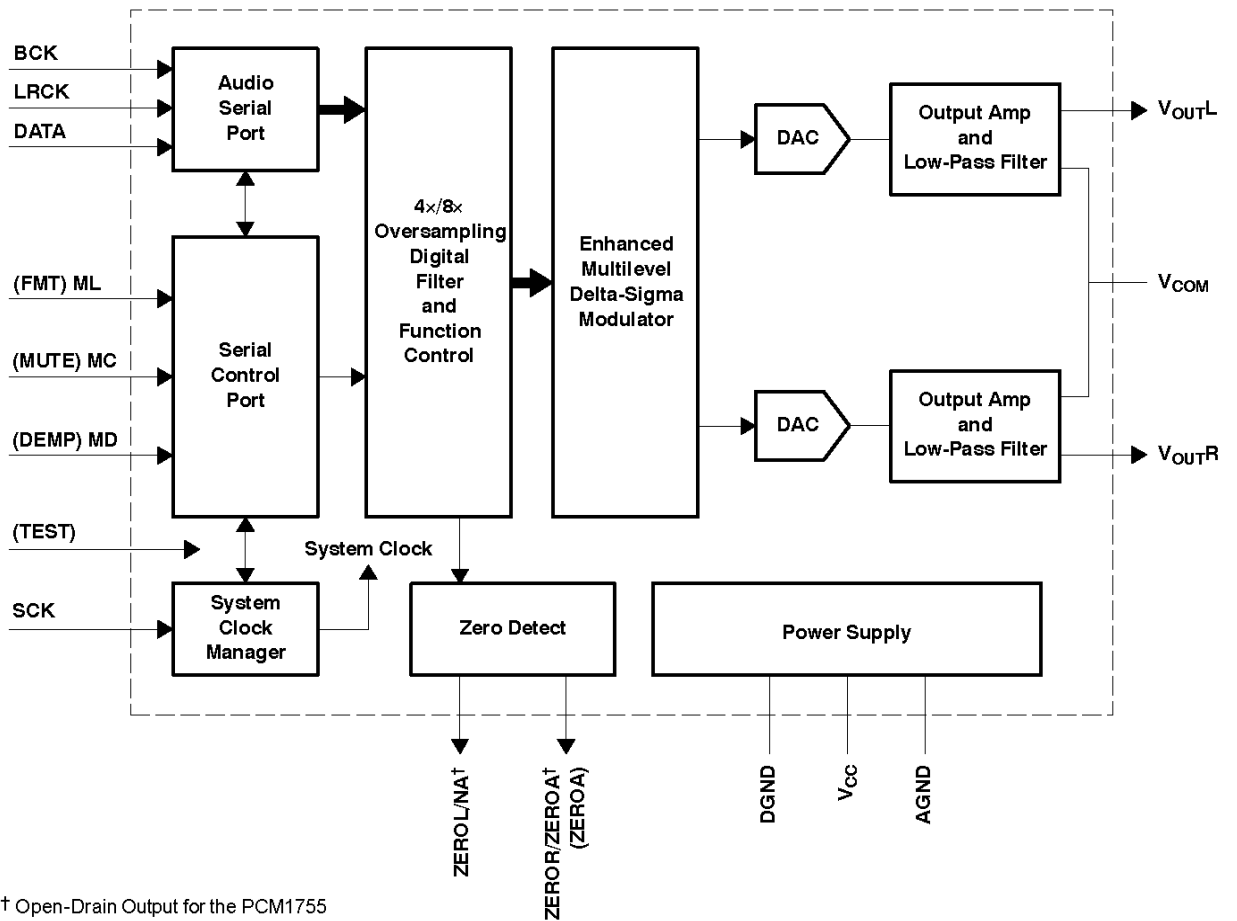 BCK
LRCK
DATA
Audio
Serial
Port
(FMT) ML
(MUTE) MC
(DEMP) MD
(TEST)
SCK
Serial
Control
Port
System
Clock
Manager
System Clock
4×/8×
Oversampling
Digital
Filter
and
Function
Control
Enhanced
Multilevel
Delta-Sigma
Modulator
DAC
Output Amp
and
Low-Pass Filter
VOUTL
VCOM
DAC
Output Amp
and
Low-Pass Filter
VOUTR
Zero Detect
Power Supply
ZEROL/NA†
ZEROR/ZEROA†
(ZEROA)
DGND
VCC
AGND
† Open-Drain Output for the PCM1755